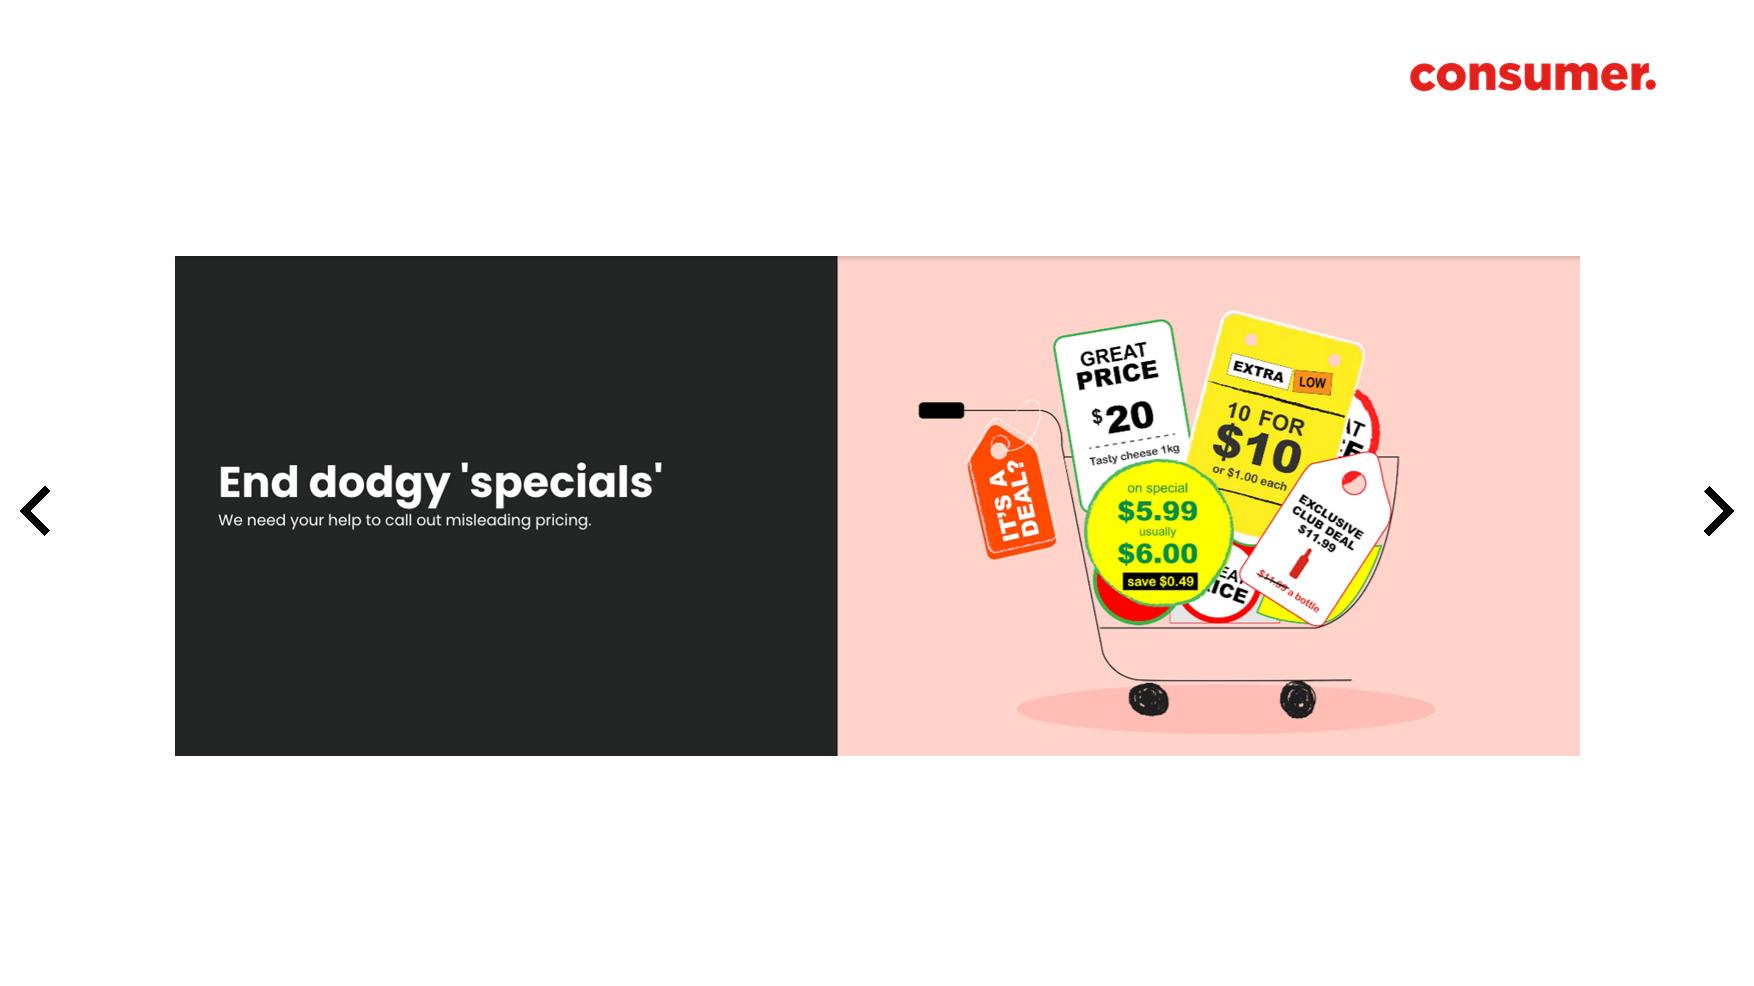 consumer.
End dodgy 'specials'
We need your help to call out misleading pricing.
IT'S A
DEAL?
GREAT
PRICE
$20
Tasty cheese 1kg
EXTRA LOW
10 FOR
$10
or $1.00 each
on special
$5.99
usually
$6.00
save $0.49
EXCLUSIVE
CLUB DEAL
$11.99
$11.99 a bottle